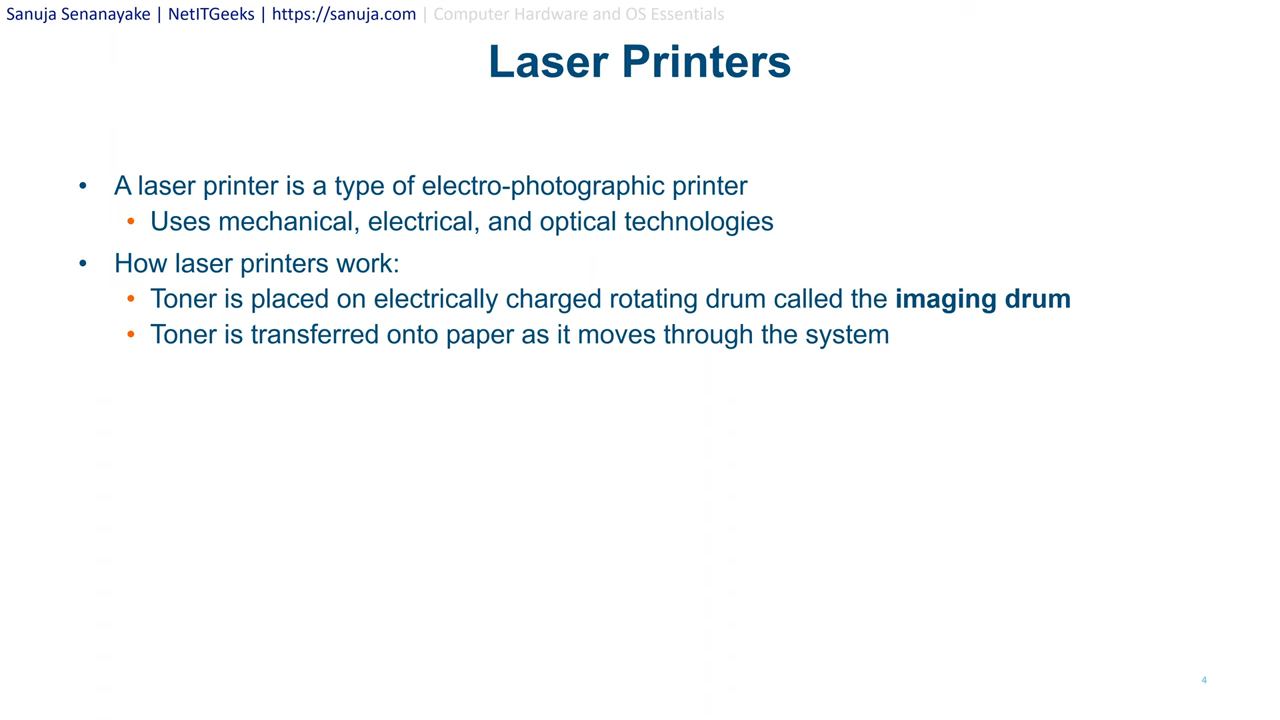 Sanuja Senanayake | NetITGeeks | https://sanuja.com | Computer Hardware and OS Essentials
Laser Printers
• A laser printer is a type of electro-photographic printer
• Uses mechanical, electrical, and optical technologies
• How laser printers work:
• Toner is placed on electrically charged rotating drum called the imaging drum
• Toner is transferred onto paper as it moves through the system
4